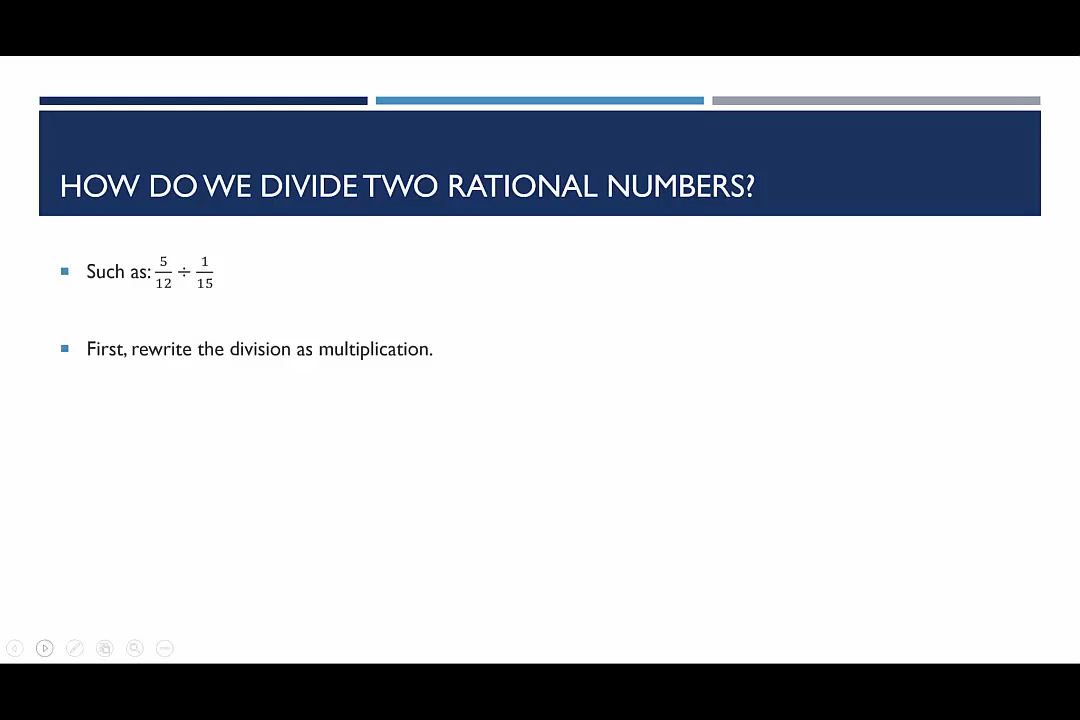 HOW DO WE DIVIDE TWO RATIONAL NUMBERS?
Such as: 5/12 ÷ 1/15
First, rewrite the division as multiplication.